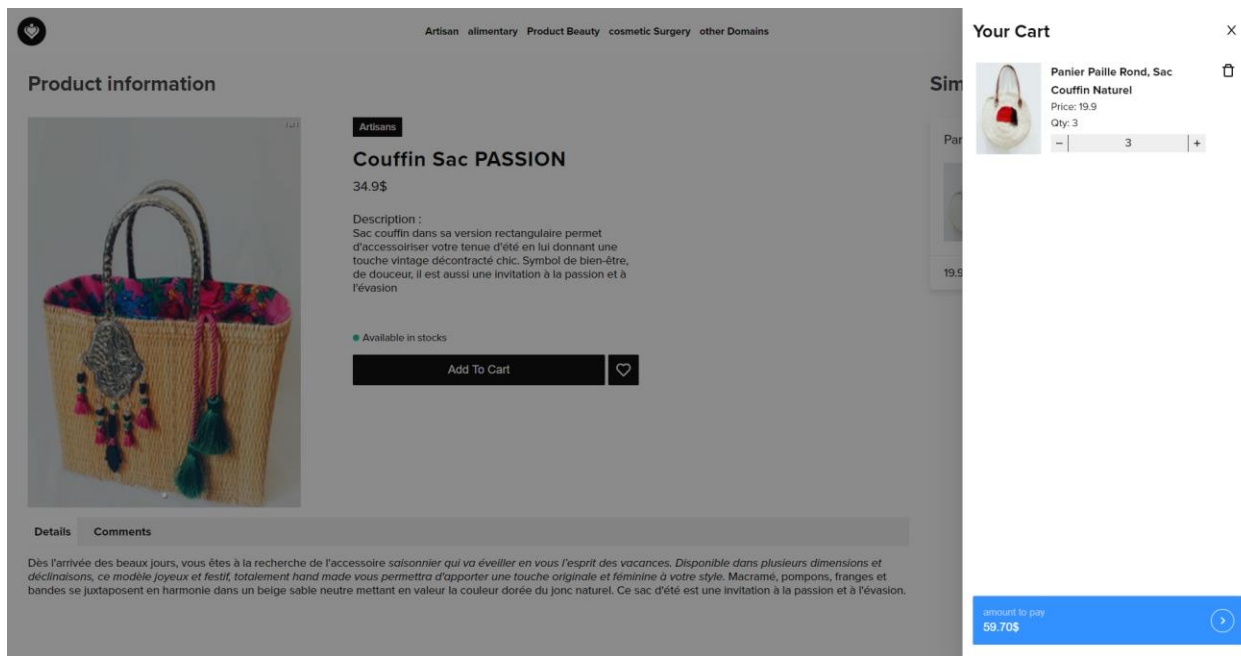 Artisan alimentary Product Beauty cosmetic Surgery other Domains
Product information
Artisans
Couffin Sac PASSION
34.9$
Description :
Sac couffin dans sa version rectangulaire permet
d'accessoiriser votre tenue d'été en lui donnant une
touche vintage décontracté chic. Symbol de bien-être,
de douceur, il est aussi une invitation à la passion et à
l'évasion
Available in stocks
Add To Cart
Details Comments
Dès l'arrivée des beaux jours, vous êtes à la recherche de l'accessoire saisonnier qui va éveiller en vous l'esprit des vacances. Disponible dans plusieurs dimensions et
déclinaisons, ce modèle joyeux et festif, totalement hand made vous permettra d'apporter une touche originale et féminine à votre style. Macramé, pompons, franges et
bandes se juxtaposent en harmonie dans un beige sable neutre mettant en valeur la couleur dorée du jonc naturel. Ce sac d'été est une invitation à la passion et à l'évasion.
Sim
Par
19.9
Your Cart X
Panier Paille Rond, Sac
Couffin Naturel
Price: 19.9
Qty: 3
− 3 +
amount to pay
59.70$